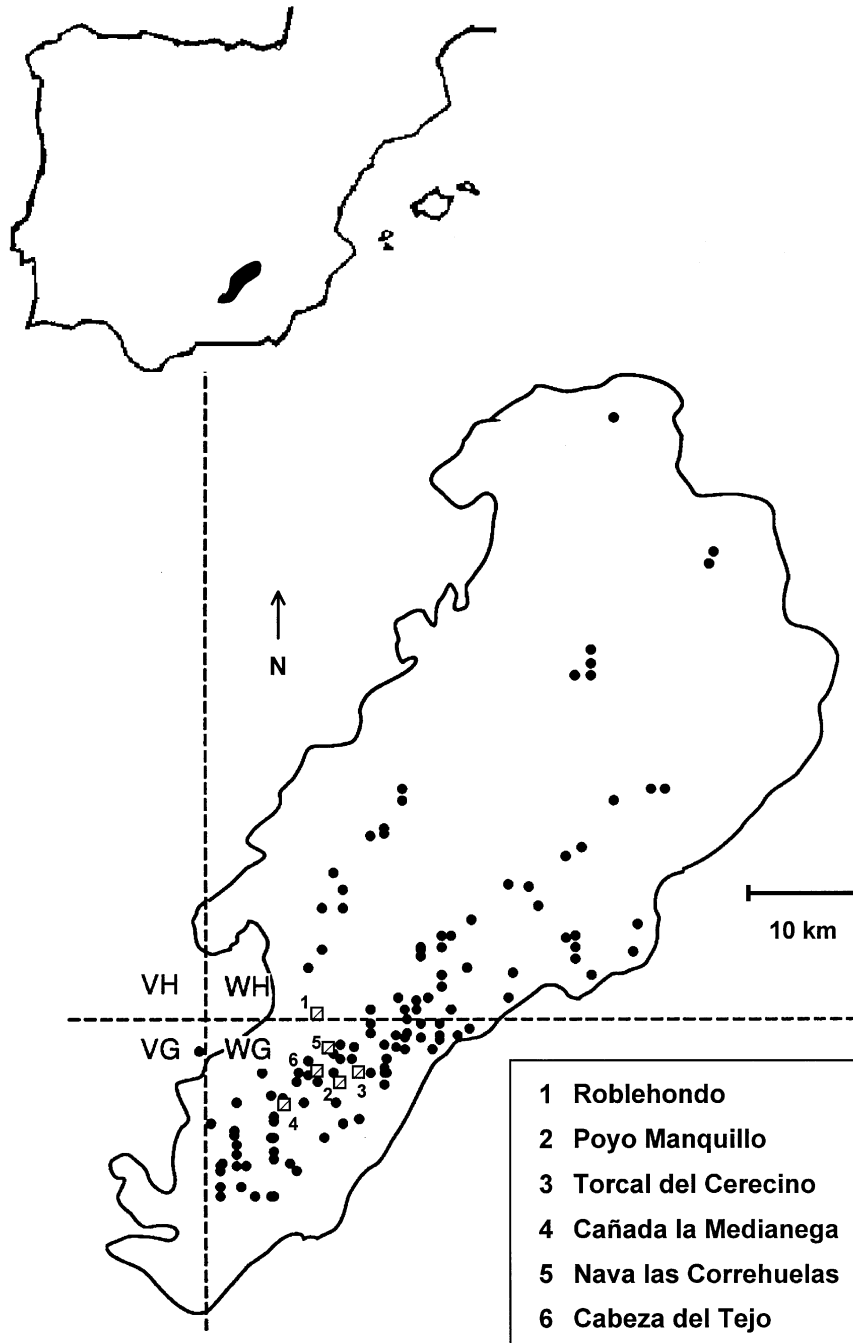 N
10 km
VH WH
1
VG WG
5
6
2 3
4
1 Roblehondo
2 Poyo Manquillo
3 Torcal del Cerecino
4 Cañada la Medianega
5 Nava las Correhuelas
6 Cabeza del Tejo